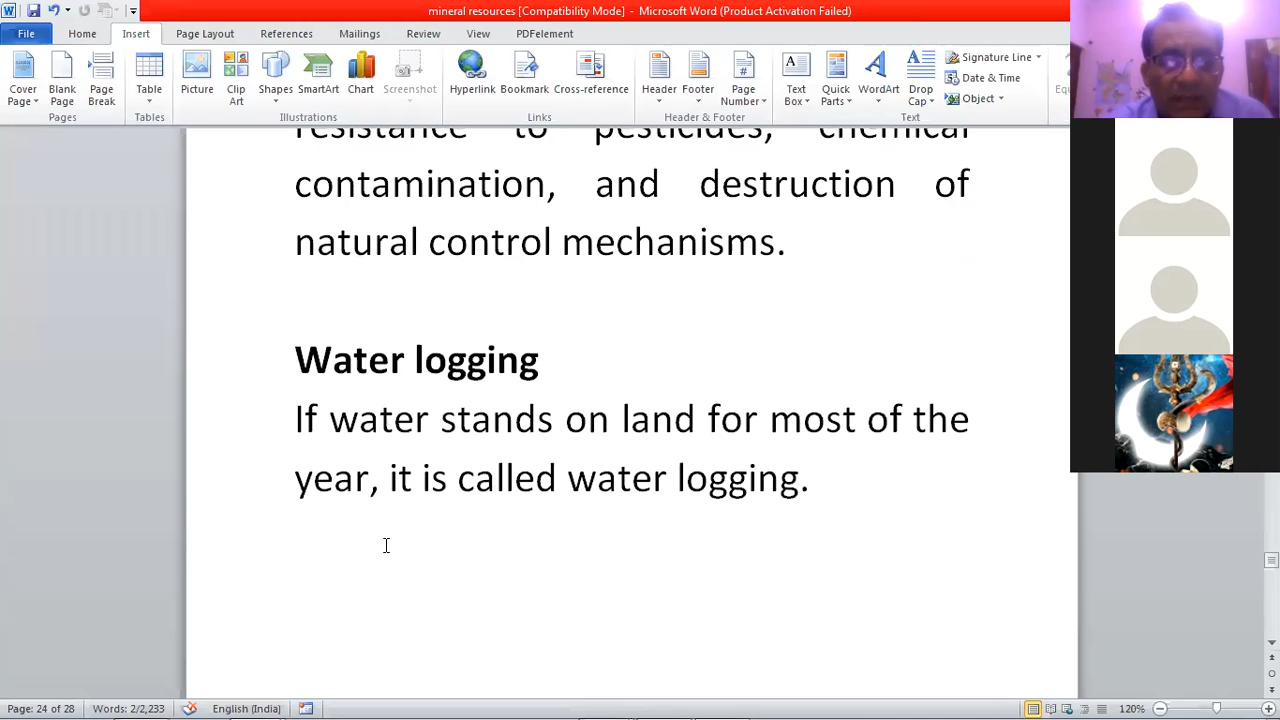 mineral resources [Compatibility Mode] - Microsoft Word (Product Activation Failed)
File Home Insert Page Layout References Mailings Review View PDFelement
Cover Page Blank Page Page Break Table Picture Clip Art Shapes SmartArt Chart Screenshot Hyperlink Bookmark Cross-reference Header Footer Page Number Text Box Quick Parts WordArt Drop Cap Signature Line
Date & Time
Object
Pages Tables Illustrations Links Header & Footer Text
resistance to pesticides, chemical
contamination, and destruction of
natural control mechanisms.
Water logging
If water stands on land for most of the
year, it is called water logging.
Page: 24 of 28 Words: 2/2,233 English (India) 120%